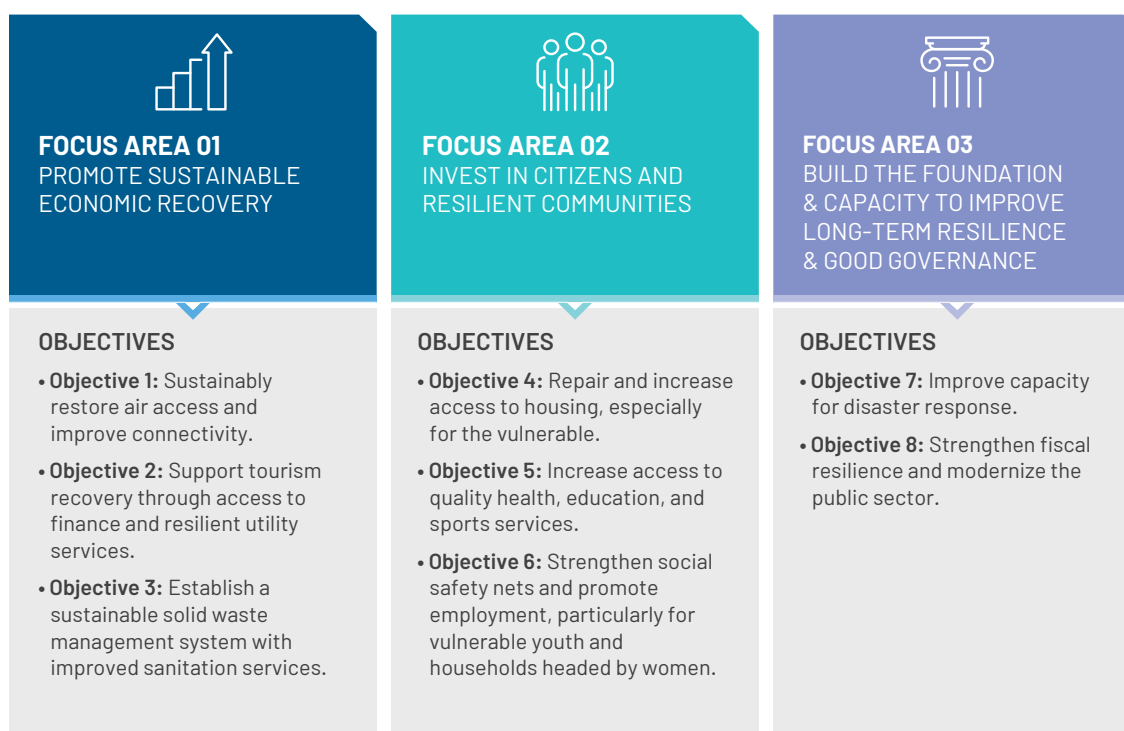 FOCUS AREA 01
PROMOTE SUSTAINABLE
ECONOMIC RECOVERY
OBJECTIVES
• Objective 1: Sustainably
restore air access and
improve connectivity.
• Objective 2: Support tourism
recovery through access to
finance and resilient utility
services.
• Objective 3: Establish a
sustainable solid waste
management system with
improved sanitation services.
FOCUS AREA 02
INVEST IN CITIZENS AND
RESILIENT COMMUNITIES
OBJECTIVES
• Objective 4: Repair and increase
access to housing, especially
for the vulnerable.
• Objective 5: Increase access to
quality health, education, and
sports services.
• Objective 6: Strengthen social
safety nets and promote
employment, particularly for
vulnerable youth and
households headed by women.
FOCUS AREA 03
BUILD THE FOUNDATION
& CAPACITY TO IMPROVE
LONG-TERM RESILIENCE
& GOOD GOVERNANCE
OBJECTIVES
• Objective 7: Improve capacity
for disaster response.
• Objective 8: Strengthen fiscal
resilience and modernize the
public sector.